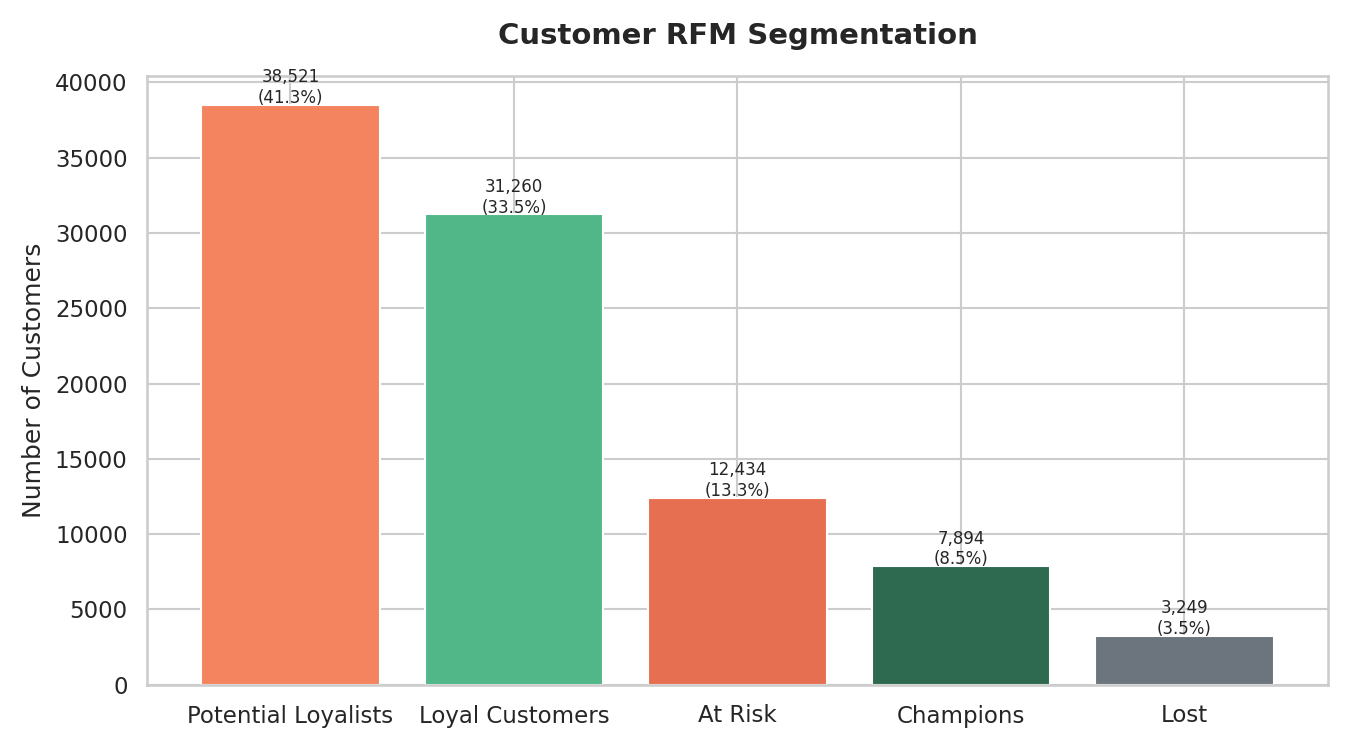 Customer RFM Segmentation
Number of Customers
40000
35000
30000
25000
20000
15000
10000
5000
0
38,521
(41.3%)
31,260
(33.5%)
12,434
(13.3%)
7,894
(8.5%)
3,249
(3.5%)
Potential Loyalists
Loyal Customers
At Risk
Champions
Lost